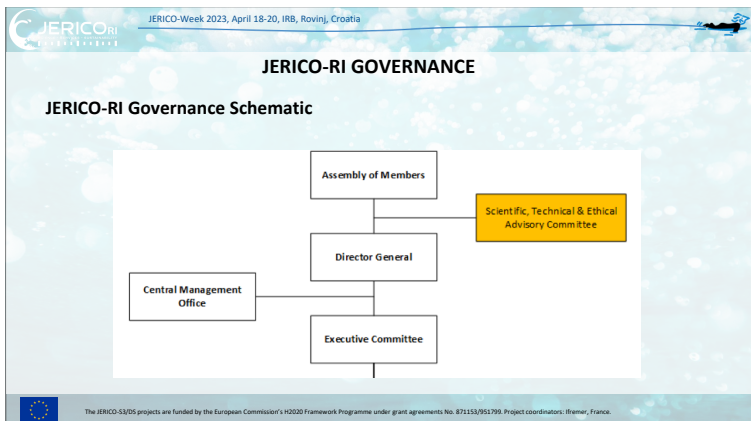 JERICO RI
JERICO-Week 2023, April 18-20, IRB, Rovinj, Croatia
JERICO-RI GOVERNANCE
JERICO-RI Governance Schematic
Assembly of Members
Scientific, Technical & Ethical
Advisory Committee
Director General
Central Management
Office
Executive Committee
The JERICO-S3/DS projects are funded by the European Commission's H2020 Framework Programme under grant agreements No. 871153/951799. Project coordinators: Ifremer, France.